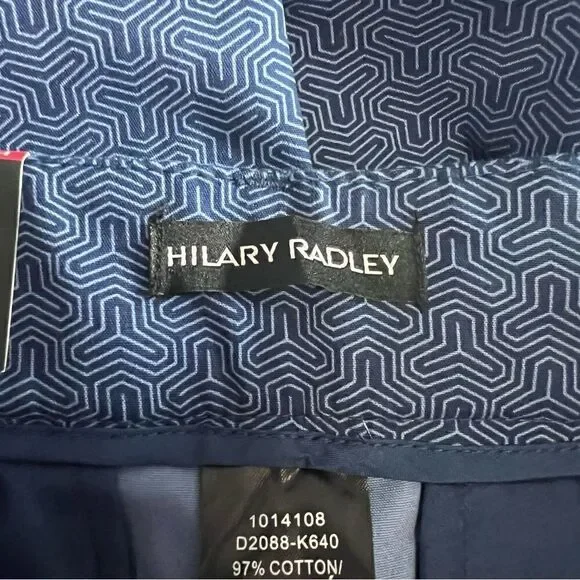 HILARY RADLEY
1014108
D2088-K640
97% COTTON/